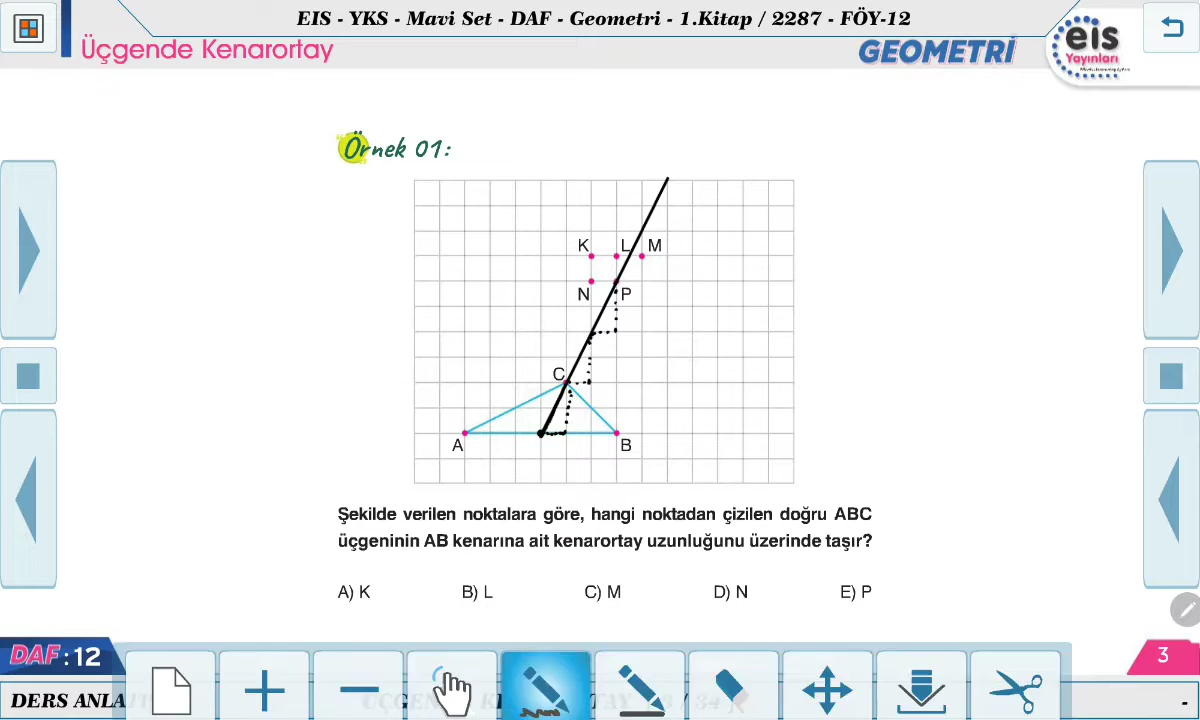 EIS - YKS - Mavi Set - DAF - Geometri - 1.Kitap / 2287 - FÖY-12
Üçgende Kenarortay
GEOMETRİ
eis
Yayınları
Örnek 01:
K L M
N P
C
A B
Şekilde verilen noktalara göre, hangi noktadan çizilen doğru ABC
üçgeninin AB kenarına ait kenarortay uzunluğunu üzerinde taşır?
A) K B) L C) M D) N E) P
DAF : 12
3
DERS ANLA
-